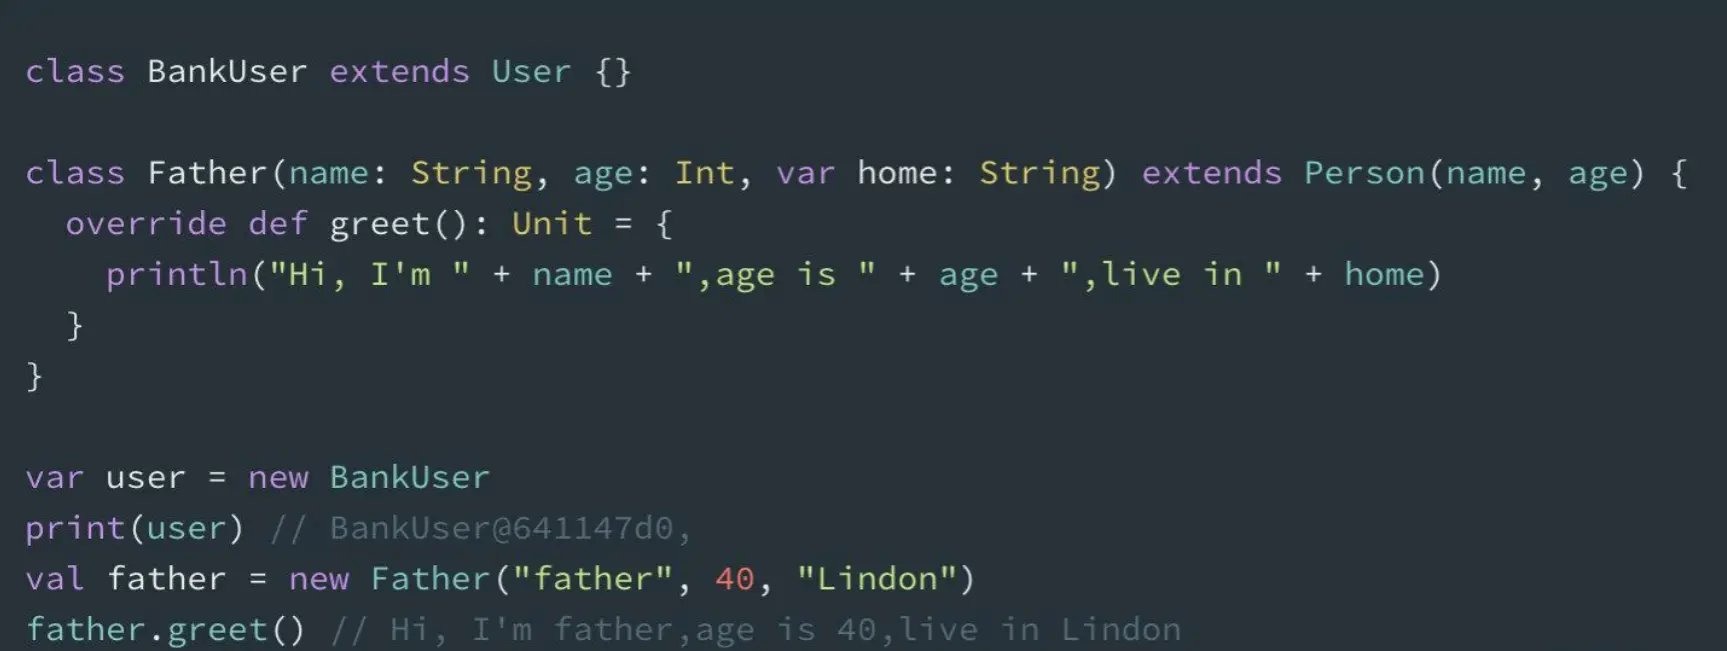 class BankUser extends User {}
class Father(name: String, age: Int, var home: String) extends Person(name, age) {
override def greet(): Unit = {
println("Hi, I'm " + name + ",age is " + age + ",live in " + home)
}
}
var user = new BankUser
print(user) // BankUser@641147d0,
val father = new Father("father", 40, "Lindon")
father.greet() // Hi, I'm father,age is 40,live in Lindon